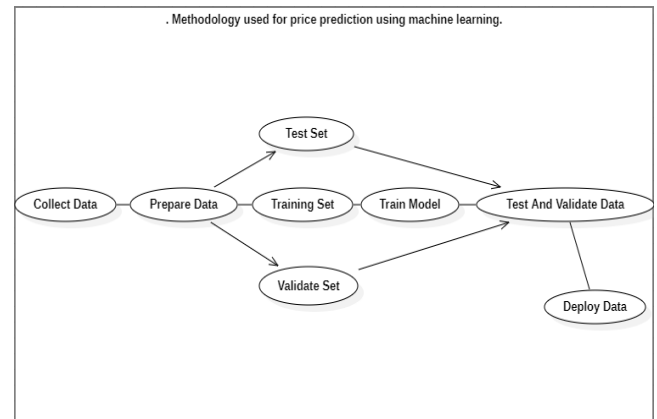 . Methodology used for price prediction using machine learning.
Test Set
Collect Data
Prepare Data
Training Set
Train Model
Test And Validate Data
Validate Set
Deploy Data